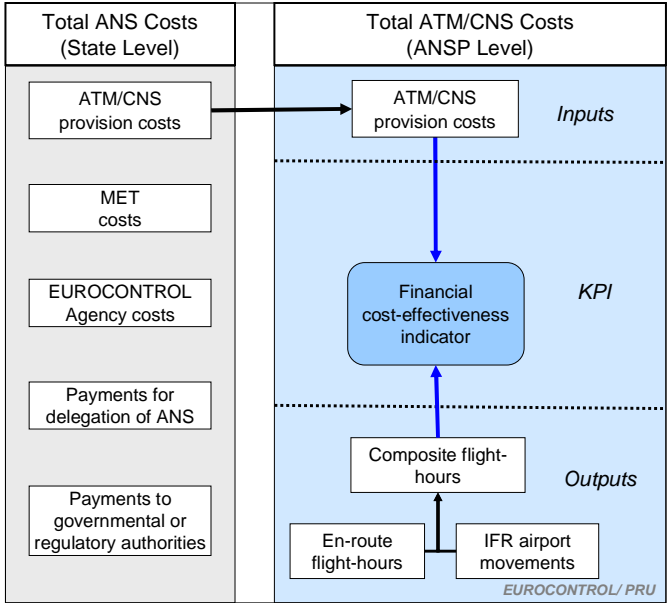 Total ANS Costs
(State Level)
Total ATM/CNS Costs
(ANSP Level)
ATM/CNS
provision costs
MET
costs
EUROCONTROL
Agency costs
Payments for
delegation of ANS
Payments to
governmental or
regulatory authorities
ATM/CNS
provision costs
Inputs
Financial
cost-effectiveness
indicator
KPI
Composite flight-
hours
Outputs
En-route
flight-hours
IFR airport
movements
EUROCONTROL/ PRU